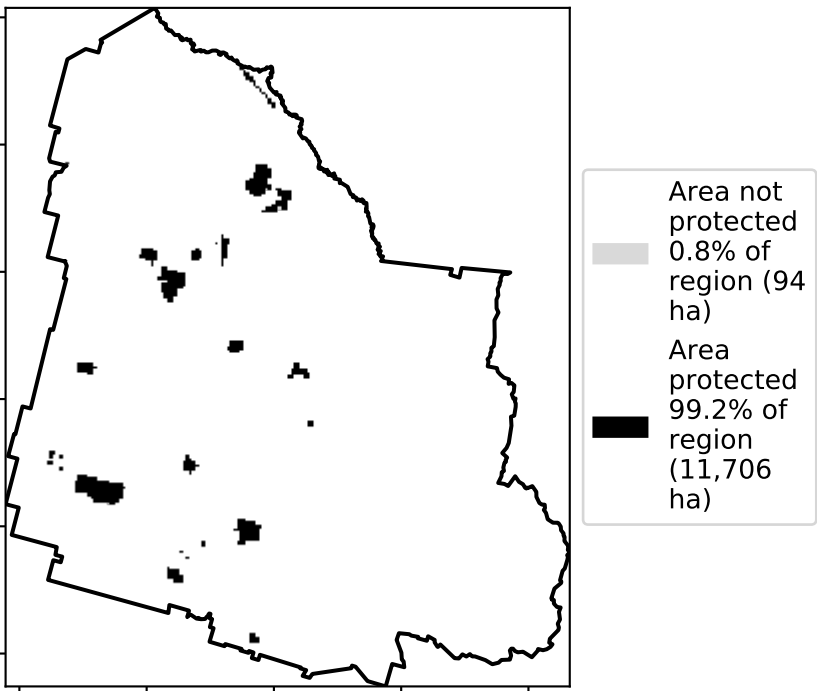 Area not
protected
0.8% of
region (94
ha)
Area
protected
99.2% of
region
(11,706
ha)